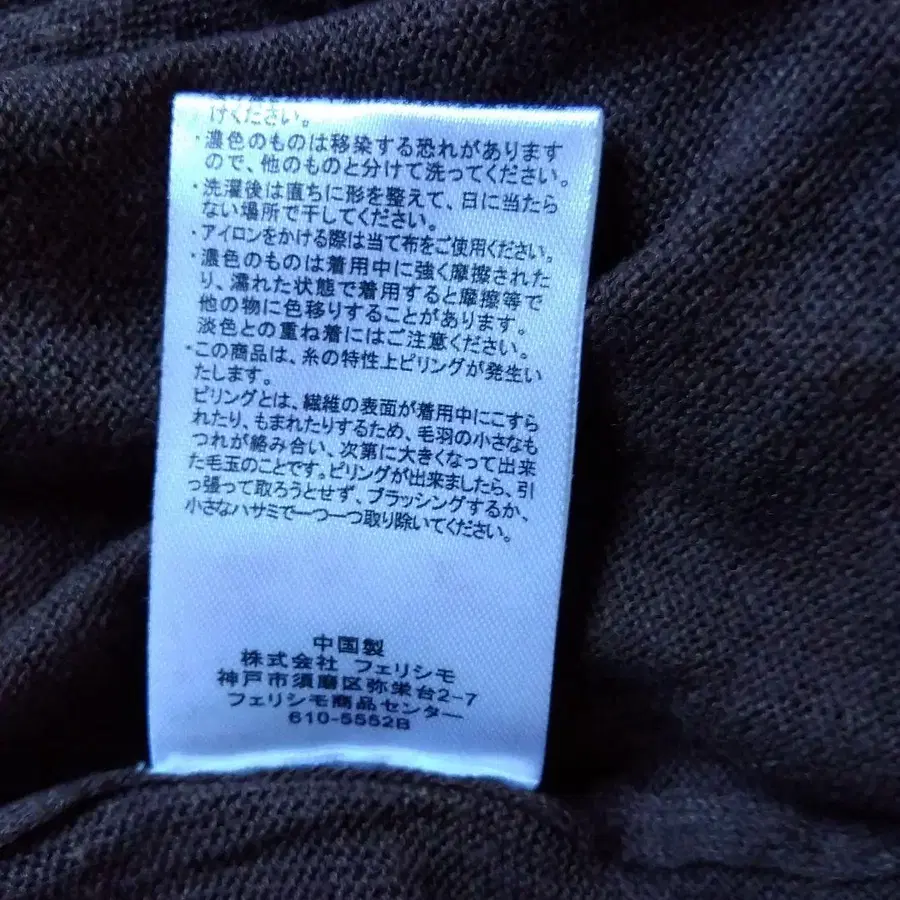 けください。
・濃色のものは移染する恐れがあります
ので、他のものと分けて洗ってください。
・洗濯後は直ちに形を整えて、日に当たら
ない場所で干してください。
・アイロンをかける際は当て布をご使用ください。
・濃色のものは着用中に強く摩擦された
り、濡れた状態で着用すると摩擦等で
他の物に色移りすることがあります。
淡色との重ね着にはご注意ください。
・この商品は、糸の特性上ピリングが発生い
たします。
ピリングとは、繊維の表面が着用中にこすら
れたり、もまれたりするため、毛羽の小さなも
つれが絡み合い、次第に大きくなって出来
た毛玉のことです。ピリングが出来ましたら、引
っ張って取ろうとせず、ブラッシングするか、
小さなハサミで一つ一つ取り除いてください。
中国製
株式会社 フェリシモ
神戸市須磨区弥栄台2-7
フェリシモ商品センター
610-5552B